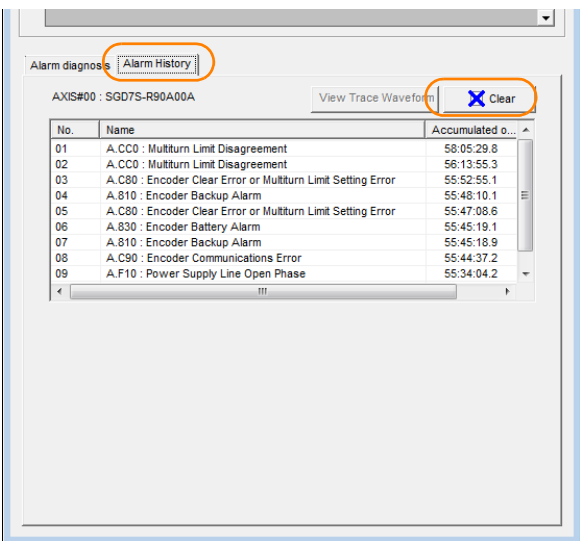 Alarm diagnosis Alarm History
AXIS#00 : SGD7S-R90A00A View Trace Waveform Clear
No. Name Accumulated o...
01 A.CC0 : Multiturn Limit Disagreement 58:05:29.8
02 A.CC0 : Multiturn Limit Disagreement 56:13:55.3
03 A.C80 : Encoder Clear Error or Multiturn Limit Setting Error 55:52:55.1
04 A.810 : Encoder Backup Alarm 55:48:10.1
05 A.C80 : Encoder Clear Error or Multiturn Limit Setting Error 55:47:08.6
06 A.830 : Encoder Battery Alarm 55:45:19.1
07 A.810 : Encoder Backup Alarm 55:45:18.9
08 A.C90 : Encoder Communications Error 55:44:37.2
09 A.F10 : Power Supply Line Open Phase 55:34:04.2